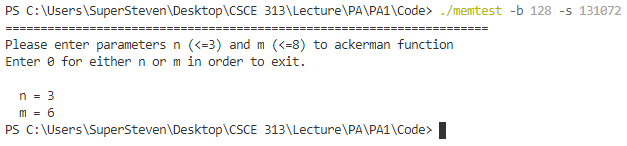 PS C:\Users\SuperSteven\Desktop\CSCE 313\Lecture\PA\PA1\Code> ./memtest -b 128 -s 131072
=====================================================================
Please enter parameters n (<=3) and m (<=8) to ackerman function
Enter 0 for either n or m in order to exit.
n = 3
m = 6
PS C:\Users\SuperSteven\Desktop\CSCE 313\Lecture\PA\PA1\Code>